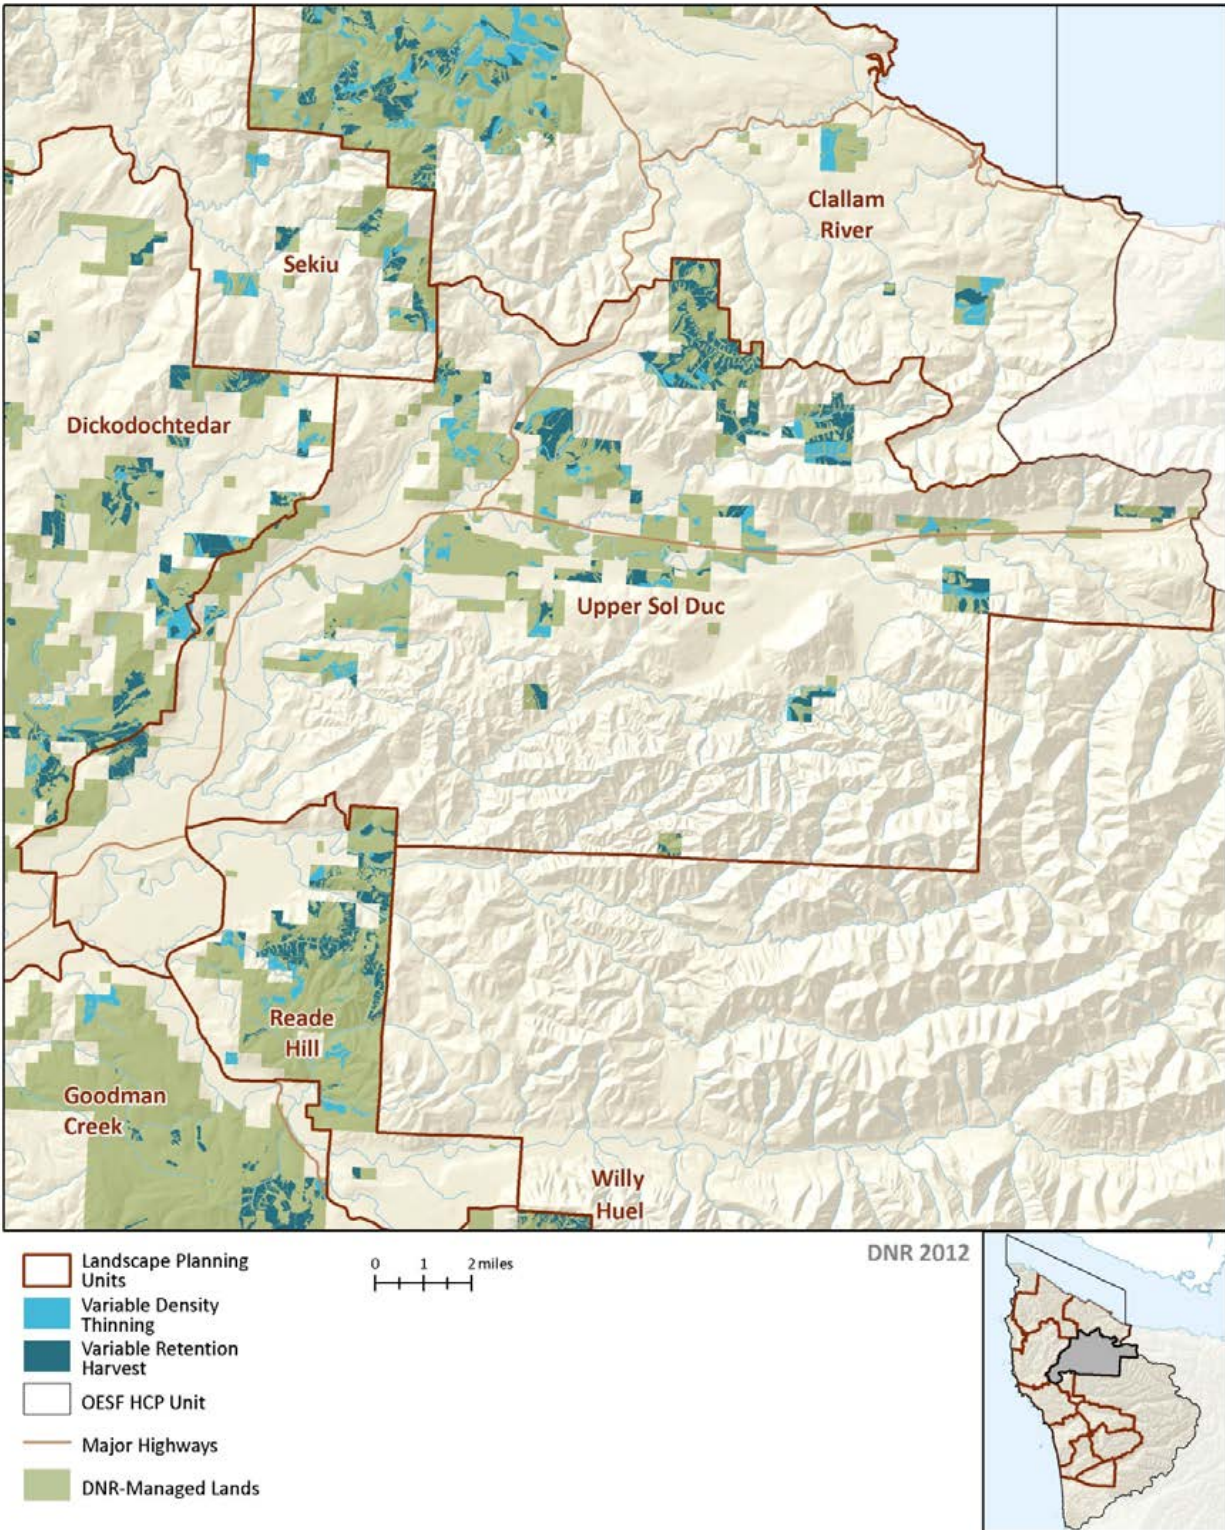 Clallam
River
Sekiu
Dickodochtedar
Upper Sol Duc
Reade
Hill
Goodman
Creek
Willy
Huel
Landscape Planning
Units
Variable Density
Thinning
Variable Retention
Harvest
OESF HCP Unit
Major Highways
DNR-Managed Lands
0 1 2 miles
DNR 2012